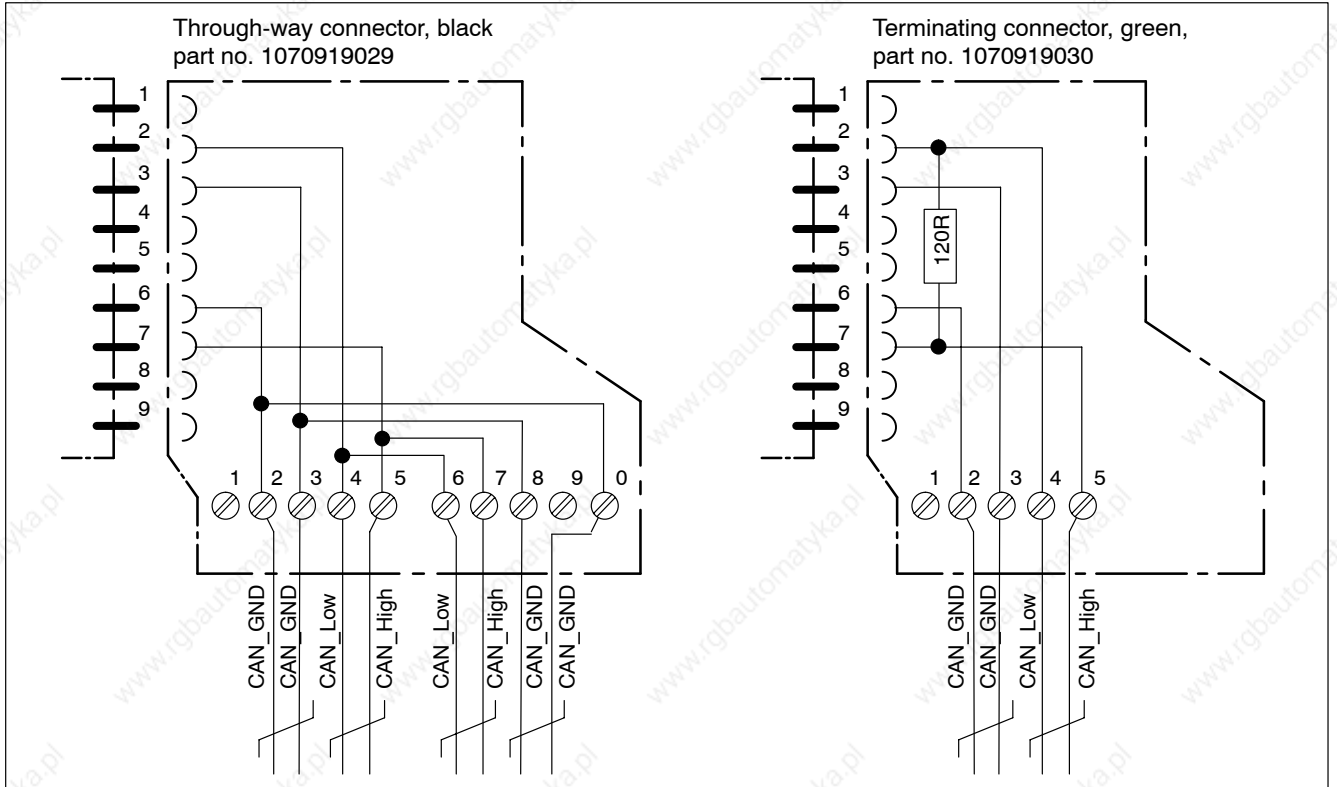 Through-way connector, black
part no. 1070919029
1
2
3
4
5
6
7
8
9
1 2 3 4 5 6 7 8 9 0
CAN_GND
CAN_GND
CAN_Low
CAN_High
CAN_Low
CAN_High
CAN_GND
CAN_GND
Terminating connector, green,
part no. 1070919030
1
2
3
4
5
6
7
8
9
120R
1 2 3 4 5
CAN_GND
CAN_GND
CAN_Low
CAN_High
www.rgbautomatyka.pl